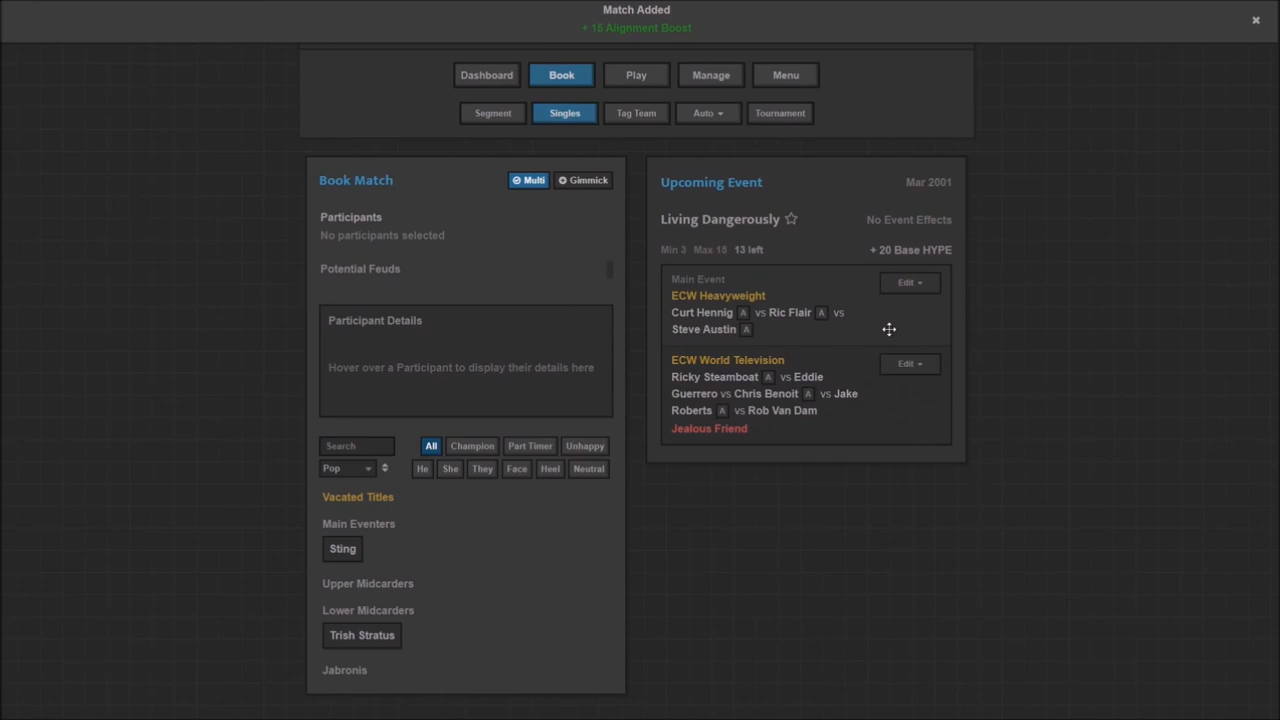 Match Added
+ 15 Alignment Boost
×
Dashboard Book Play Manage Menu
Segment Singles Tag Team Auto Tournament
Book Match Multi Gimmick
Participants
No participants selected
Potential Feuds
Participant Details
Hover over a Participant to display their details here
Search All Champion Part Timer Unhappy
Pop He She They Face Heel Neutral
Vacated Titles
Main Eventers
Sting
Upper Midcarders
Lower Midcarders
Trish Stratus
Jabronis
Upcoming Event Mar 2001
Living Dangerously No Event Effects
Min 3 Max 15 13 left + 20 Base HYPE
Main Event Edit
ECW Heavyweight
Curt Hennig A vs Ric Flair A vs
Steve Austin A
ECW World Television Edit
Ricky Steamboat A vs Eddie
Guerrero vs Chris Benoit A vs Jake
Roberts A vs Rob Van Dam
Jealous Friend